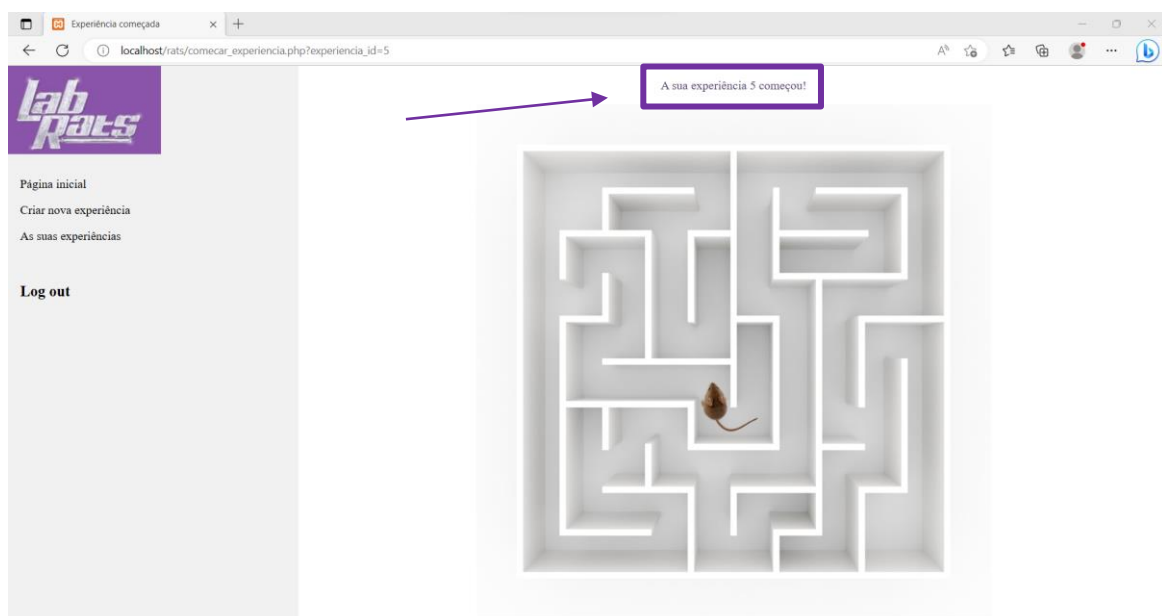 Experiência começada
localhost/rats/comecar_experiencia.php?experiencia_id=5
lab
Rats
A sua experiência 5 começou!
Página inicial
Criar nova experiência
As suas experiências
Log out